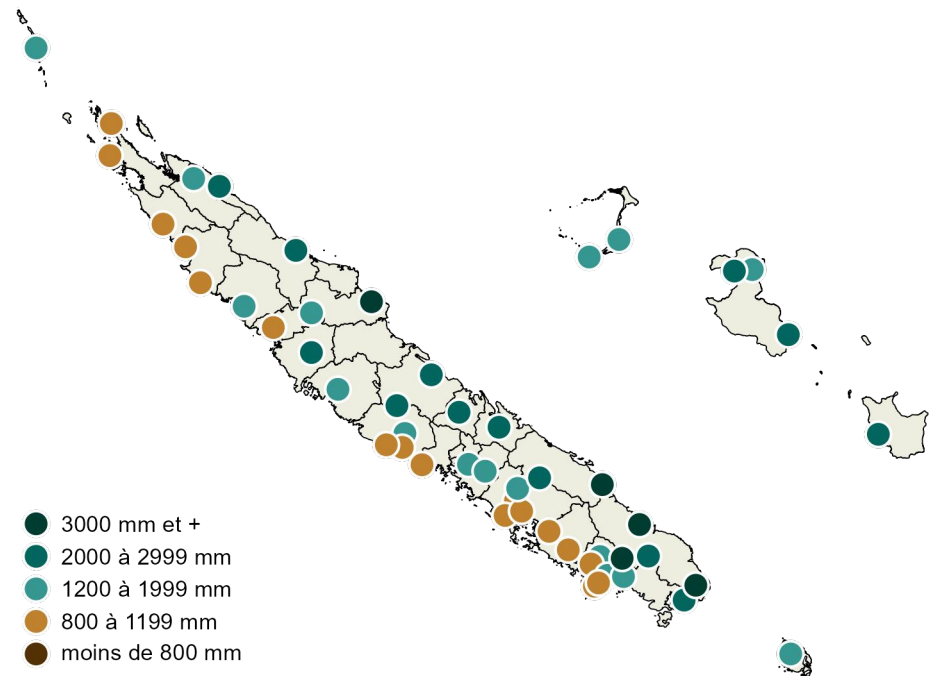 3000 mm et +
2000 à 2999 mm
1200 à 1999 mm
800 à 1199 mm
moins de 800 mm